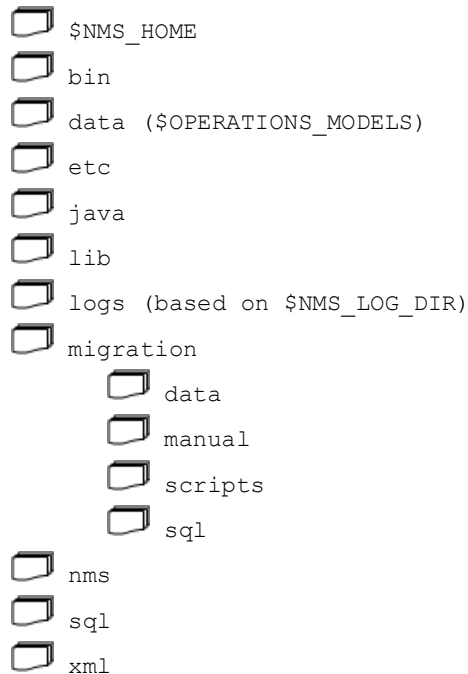 $NMS_HOME
bin
data ($OPERATIONS_MODELS)
etc
java
lib
logs (based on $NMS_LOG_DIR)
migration
data
manual
scripts
sql
nms
sql
xml